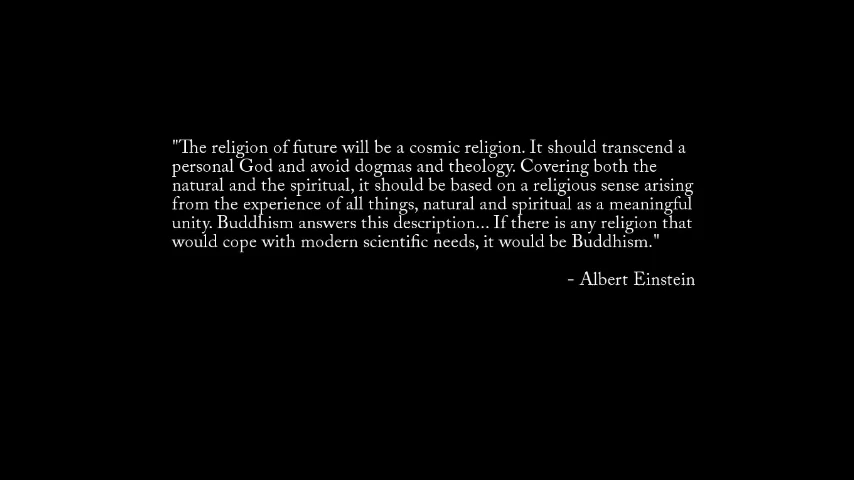 "The religion of future will be a cosmic religion. It should transcend a
personal God and avoid dogmas and theology. Covering both the
natural and the spiritual, it should be based on a religious sense arising
from the experience of all things, natural and spiritual as a meaningful
unity. Buddhism answers this description... If there is any religion that
would cope with modern scientific needs, it would be Buddhism."
- Albert Einstein